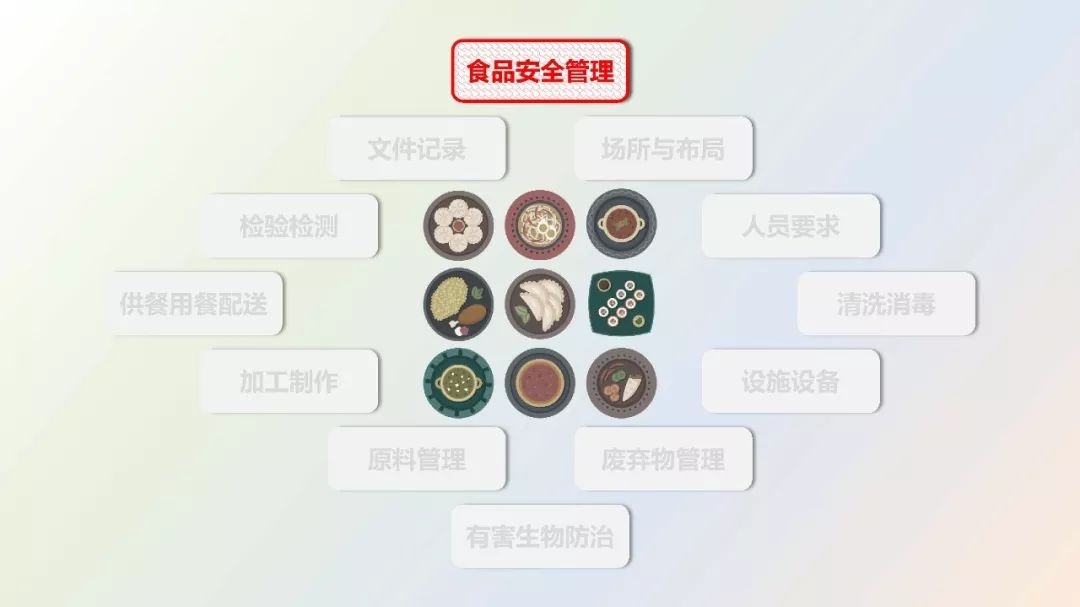 食品安全管理
文件记录
场所与布局
检验检测
人员要求
供餐用餐配送
清洗消毒
加工制作
设施设备
原料管理
废弃物管理
有害生物防治